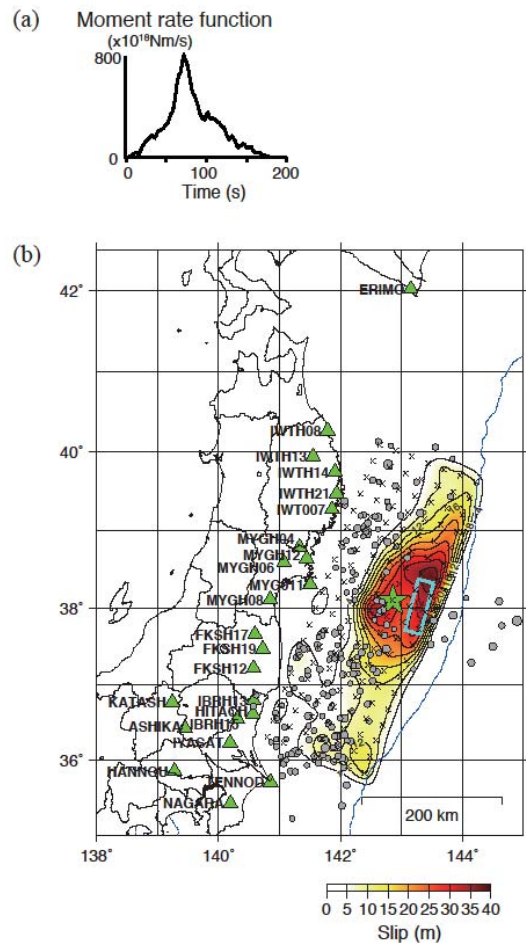 (a)
Moment rate function
(x10¹⁸Nm/s)
800
0
0
100
200
Time (s)
(b)
42°
ERIMO
IWTH08
40°
IWTH13
IWTH14
IWTH21
IWT007
MYGH04
MYGH12
MYGH06
MYG011
38°
MYGH08
FKSH17
FKSH19
FKSH12
KATASH
IBRH13
HITACH
ASHIKA
IBRH15
IYASAT
36°
HANNOU
TENNOD
NAGARA
200 km
138°
140°
142°
144°
0 5 10 15 20 25 30 35 40
Slip (m)